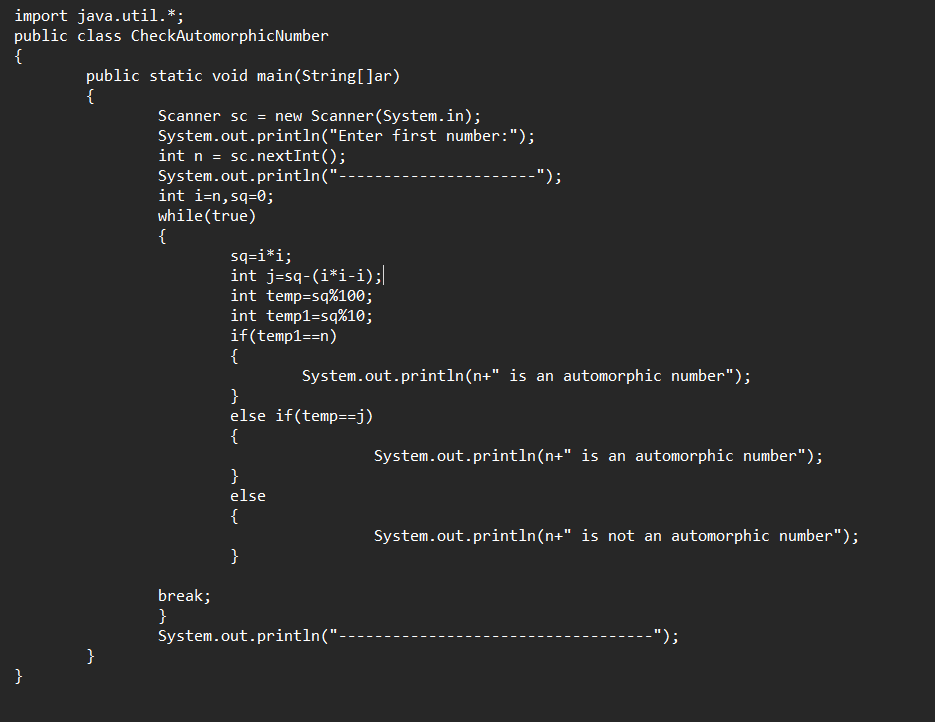 import java.util.*;
public class CheckAutomorphicNumber
{
public static void main(String[]ar)
{
Scanner sc = new Scanner(System.in);
System.out.println("Enter first number:");
int n = sc.nextInt();
System.out.println("----------------------");
int i=n,sq=0;
while(true)
{
sq=i*i;
int j=sq-(i*i-i);
int temp=sq%100;
int temp1=sq%10;
if(temp1==n)
{
System.out.println(n+" is an automorphic number");
}
else if(temp==j)
{
System.out.println(n+" is an automorphic number");
}
else
{
System.out.println(n+" is not an automorphic number");
}
break;
}
System.out.println("-----------------------------------");
}
}